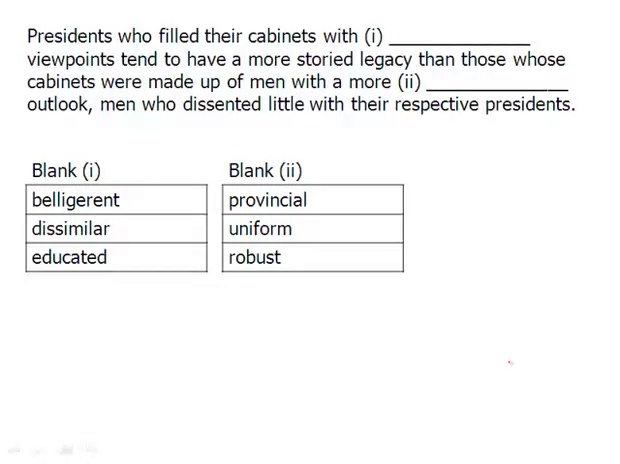 Presidents who filled their cabinets with (i) _______________
viewpoints tend to have a more storied legacy than those whose
cabinets were made up of men with a more (ii) _______________
outlook, men who dissented little with their respective presidents.
Blank (i) Blank (ii)
belligerent provincial
dissimilar uniform
educated robust